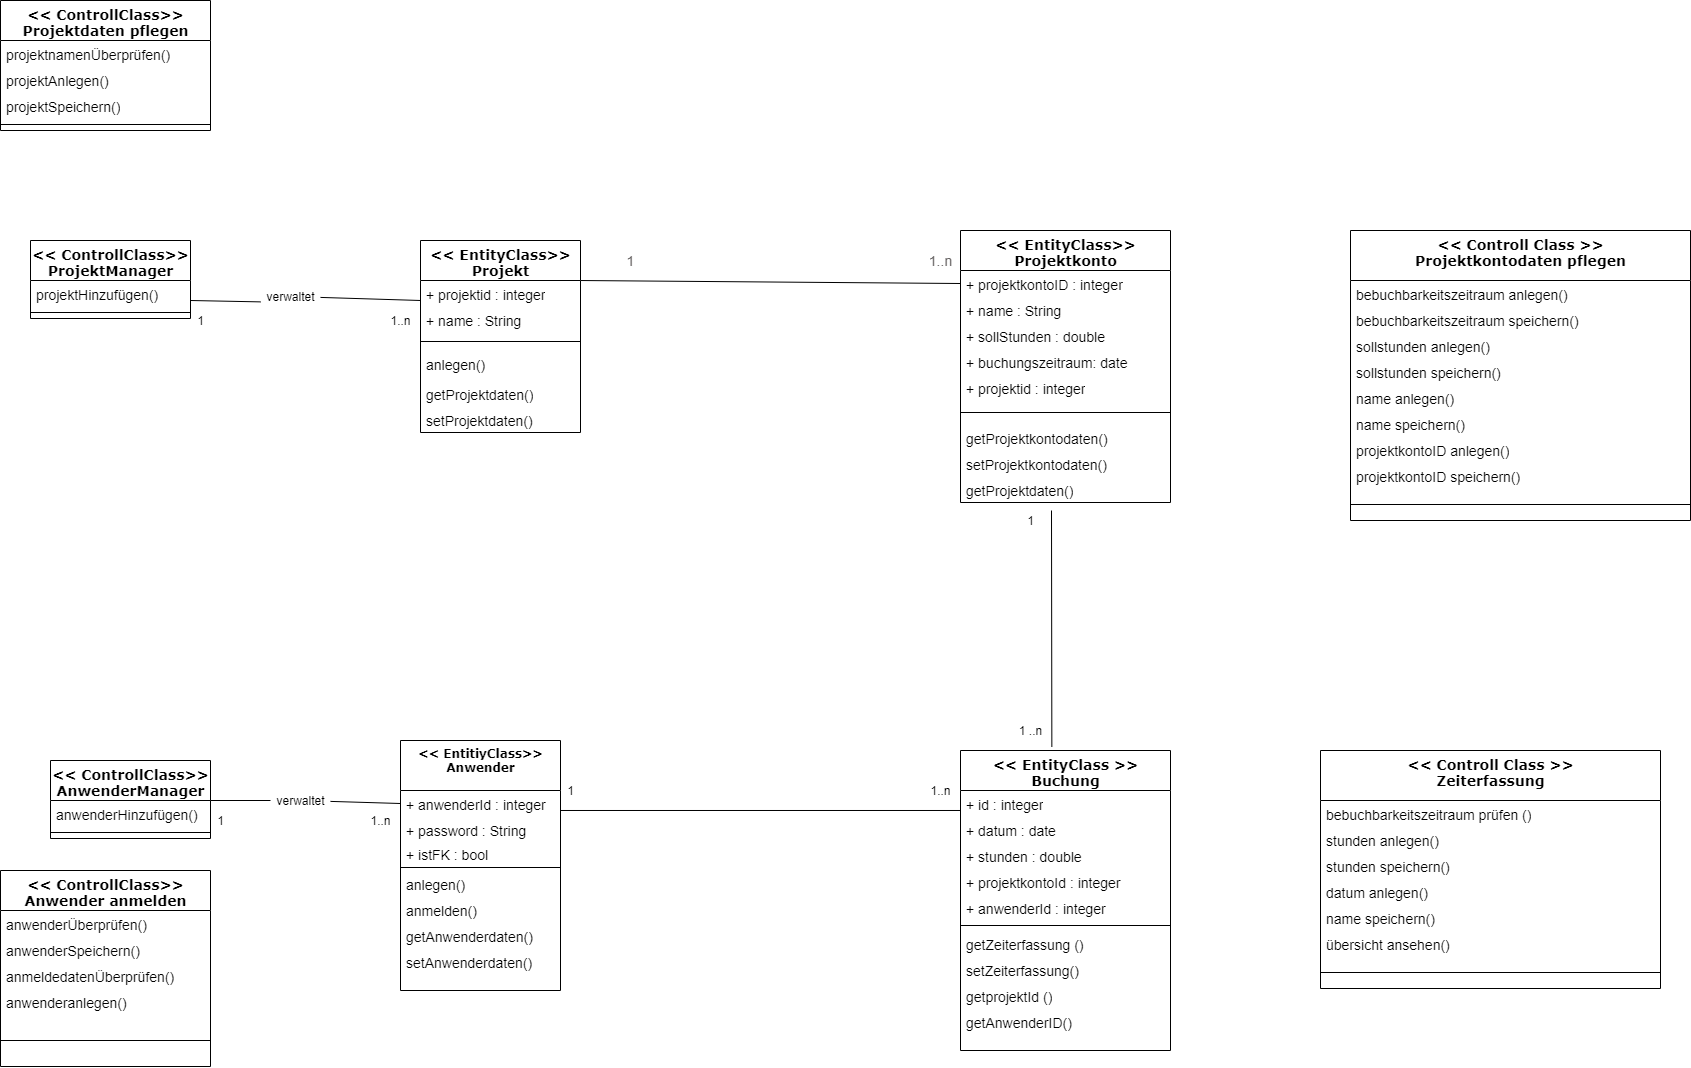 << ControllClass>>
Projektdaten pflegen
projektnamenÜberprüfen()
projektAnlegen()
projektSpeichern()
<< ControllClass>>
ProjektManager
projektHinzufügen()
verwaltet
1
1..n
<< EntityClass>>
Projekt
+ projektid : integer
+ name : String
anlegen()
getProjektdaten()
setProjektdaten()
1
1..n
<< EntityClass>>
Projektkonto
+ projektkontoID : integer
+ name : String
+ sollStunden : double
+ buchungszeitraum: date
+ projektid : integer
getProjektkontodaten()
setProjektkontodaten()
getProjektdaten()
<< Controll Class >>
Projektkontodaten pflegen
bebuchbarkeitszeitraum anlegen()
bebuchbarkeitszeitraum speichern()
sollstunden anlegen()
sollstunden speichern()
name anlegen()
name speichern()
projektkontoID anlegen()
projektkontoID speichern()
1
1 ..n
<< ControllClass>>
AnwenderManager
anwenderHinzufügen()
verwaltet
1
1..n
<< EntitiyClass>>
Anwender
+ anwenderId : integer
+ password : String
+ istFK : bool
anlegen()
anmelden()
getAnwenderdaten()
setAnwenderdaten()
1
1..n
<< EntityClass >>
Buchung
+ id : integer
+ datum : date
+ stunden : double
+ projektkontoId : integer
+ anwenderId : integer
getZeiterfassung ()
setZeiterfassung()
getprojektId ()
getAnwenderID()
<< Controll Class >>
Zeiterfassung
bebuchbarkeitszeitraum prüfen ()
stunden anlegen()
stunden speichern()
datum anlegen()
name speichern()
übersicht ansehen()
<< ControllClass>>
Anwender anmelden
anwenderÜberprüfen()
anwenderSpeichern()
anmeldedatenÜberprüfen()
anwenderanlegen()